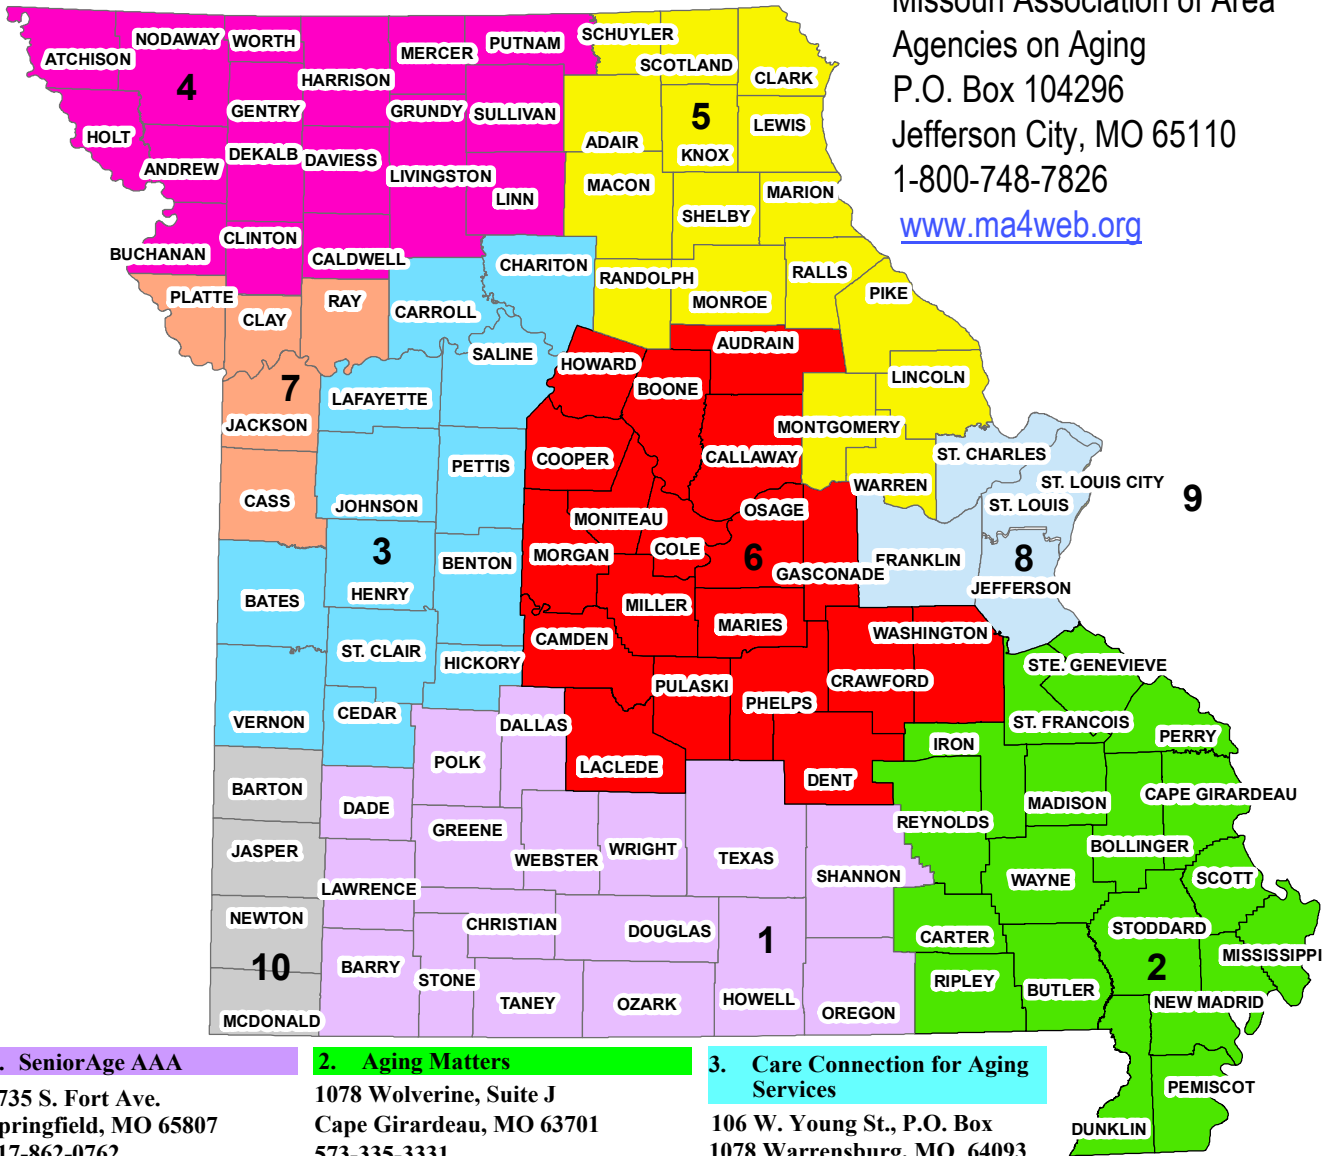 Agencies on Aging
P.O. Box 104296
Jefferson City, MO 65110
1-800-748-7826
www.ma4web.org
ATCHISON
NODAWAY
WORTH
HARRISON
MERCER
PUTNAM
SCHUYLER
SCOTLAND
CLARK
4
HOLT
GENTRY
GRUNDY
SULLIVAN
ADAIR
5
KNOX
LEWIS
ANDREW
DEKALB
DAVIESS
LIVINGSTON
LINN
MACON
SHELBY
MARION
BUCHANAN
CLINTON
CALDWELL
CHARITON
RANDOLPH
MONROE
RALLS
PIKE
PLATTE
CLAY
RAY
CARROLL
SALINE
HOWARD
BOONE
AUDRAIN
LINCOLN
7
JACKSON
LAFAYETTE
PETTIS
COOPER
CALLAWAY
MONTGOMERY
WARREN
ST. CHARLES
ST. LOUIS CITY
ST. LOUIS
9
CASS
JOHNSON
3
HENRY
BENTON
MORGAN
MONITEAU
COLE
OSAGE
6
GASCONADE
FRANKLIN
8
JEFFERSON
BATES
ST. CLAIR
HICKORY
CAMDEN
MILLER
MARIES
WASHINGTON
CRAWFORD
PULASKI
PHELPS
STE. GENEVIEVE
VERNON
CEDAR
DALLAS
POLK
LACLEDE
DENT
IRON
ST. FRANCOIS
PERRY
BARTON
DADE
GREENE
WEBSTER
WRIGHT
TEXAS
SHANNON
REYNOLDS
MADISON
CAPE GIRARDEAU
BOLLINGER
JASPER
LAWRENCE
WAYNE
SCOTT
NEWTON
10
MCDONALD
BARRY
STONE
CHRISTIAN
TANEY
DOUGLAS
OZARK
1
HOWELL
OREGON
CARTER
RIPLEY
BUTLER
STODDARD
2
MISSISSIPPI
NEW MADRID
PEMISCOT
DUNKLIN
. SeniorAge AAA
735 S. Fort Ave.
pringfield, MO 65807
17-862-0762
2. Aging Matters
1078 Wolverine, Suite J
Cape Girardeau, MO 63701
573-335-3331
3. Care Connection for Aging
Services
106 W. Young St., P.O. Box
1078 Warrensburg, MO 64093